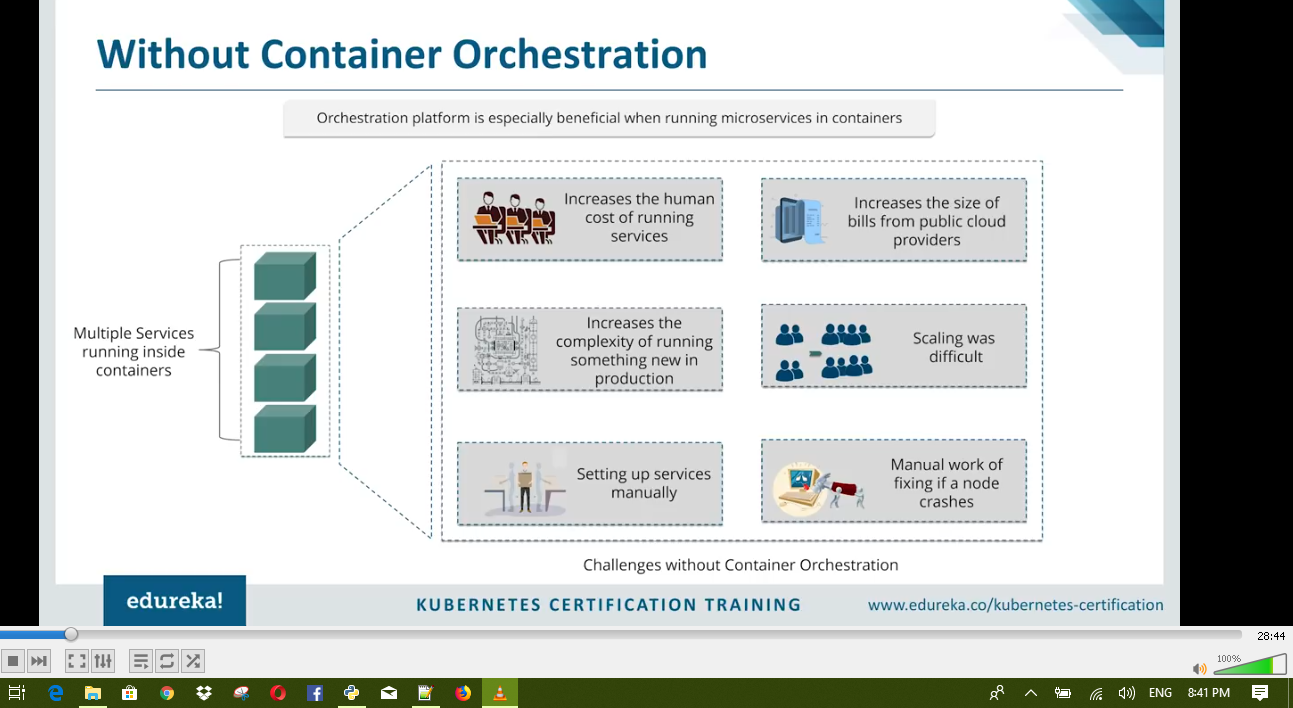 Without Container Orchestration
Orchestration platform is especially beneficial when running microservices in containers
Multiple Services
running inside
containers
Increases the human
cost of running
services
Increases the size of
bills from public cloud
providers
Increases the
complexity of running
something new in
production
Scaling was
difficult
Setting up services
manually
Manual work of
fixing if a node
crashes
Challenges without Container Orchestration
edureka!
KUBERNETES CERTIFICATION TRAINING
www.edureka.co/kubernetes-certification
28:44
100%
ENG
8:41 PM